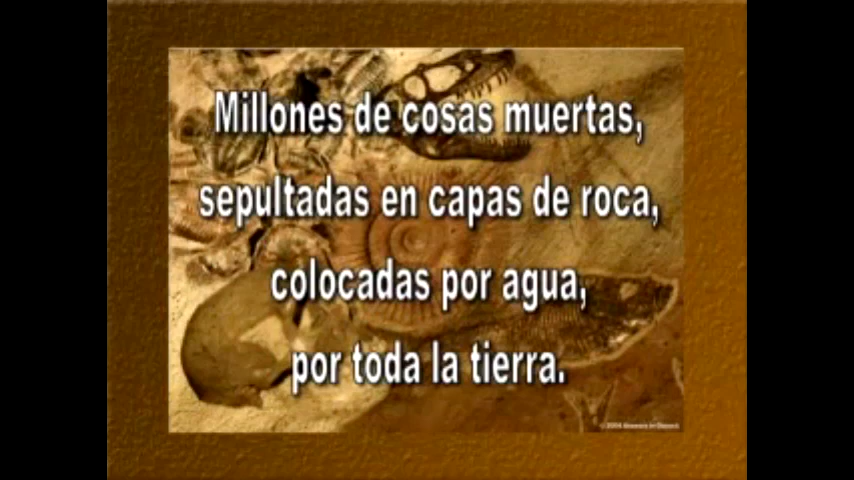 Millones de cosas muertas,
sepultadas en capas de roca,
colocadas por agua,
por toda la tierra.